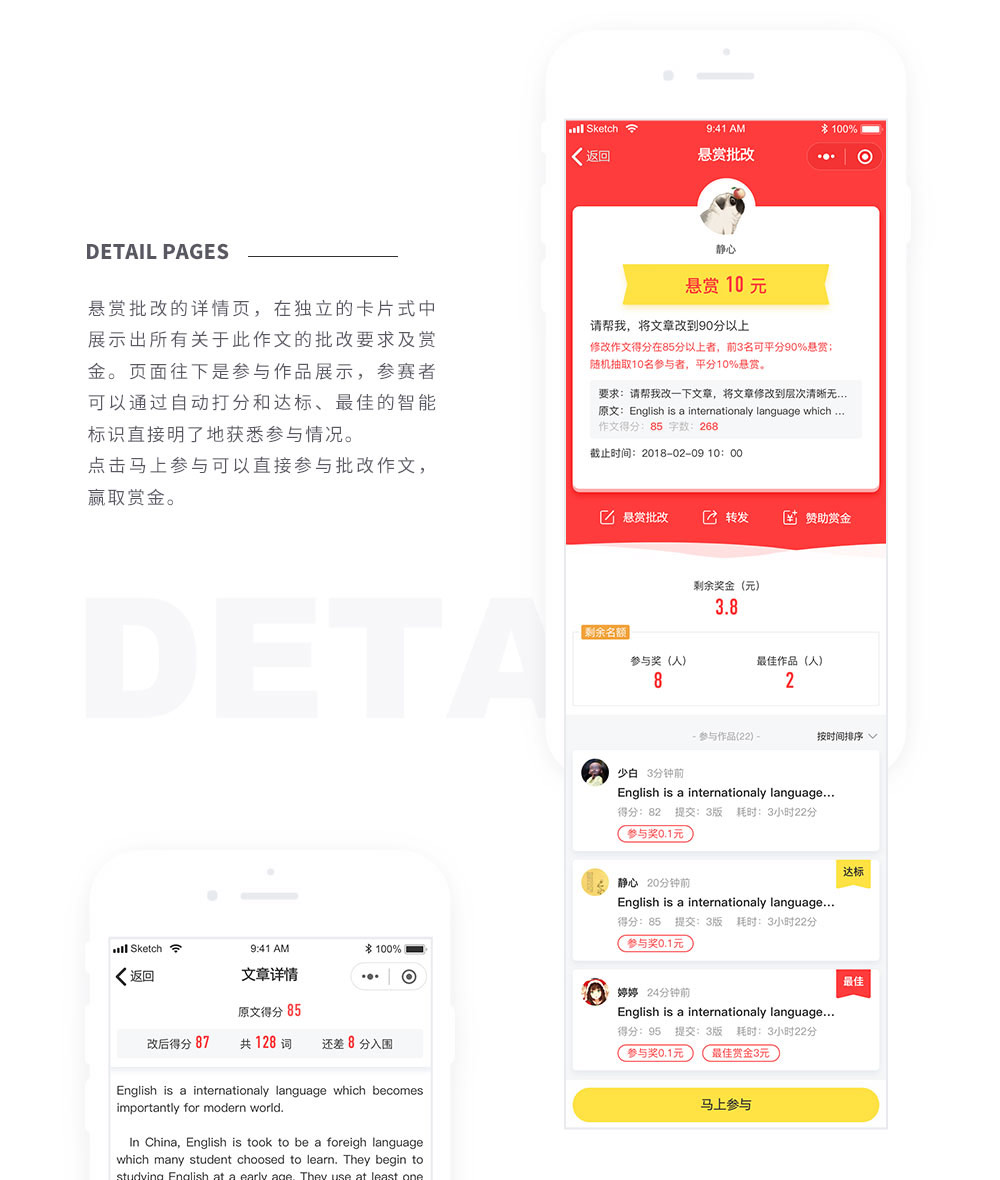 DETAIL PAGES
悬赏批改的详情页，在独立的卡片式中
展示出所有关于此作文的批改要求及赏
金。页面往下是参与作品展示，参赛者
可以通过自动打分和达标、最佳的智能
标识直接明了地获悉参与情况。
点击马上参与可以直接参与批改作文，
赢取赏金。
DETA
Sketch 9:41 AM 100%
返回 悬赏批改
静心
悬赏 10 元
请帮我，将文章改到90分以上
修改作文得分在85分以上者，前3名可平分90%悬赏；
随机抽取10名参与者，平分10%悬赏。
要求：请帮我改一下文章，将文章修改到层次清晰无...
原文：English is a internationaly language which ...
作文得分：85 字数：268
截止时间：2018-02-09 10：00
悬赏批改 转发 赞助赏金
剩余奖金（元）
3.8
剩余名额
参与奖（人） 最佳作品（人）
8 2
- 参与作品(22) - 按时间排序
少白 3分钟前
English is a internationaly language...
得分：82 提交：3版 耗时：3小时22分
参与奖0.1元
静心 20分钟前 达标
English is a internationaly language...
得分：85 提交：3版 耗时：3小时22分
参与奖0.1元
婷婷 24分钟前 最佳
English is a internationaly language...
得分：95 提交：3版 耗时：3小时22分
参与奖0.1元 最佳赏金3元
马上参与
Sketch 9:41 AM 100%
返回 文章详情
原文得分 85
改后得分 87 共 128 词 还差 8 分入围
English is a internationaly language which becomes
importantly for modern world.
In China, English is took to be a foreigh language
which many student choosed to learn. They begin to
studying English at a early age. They use at least one